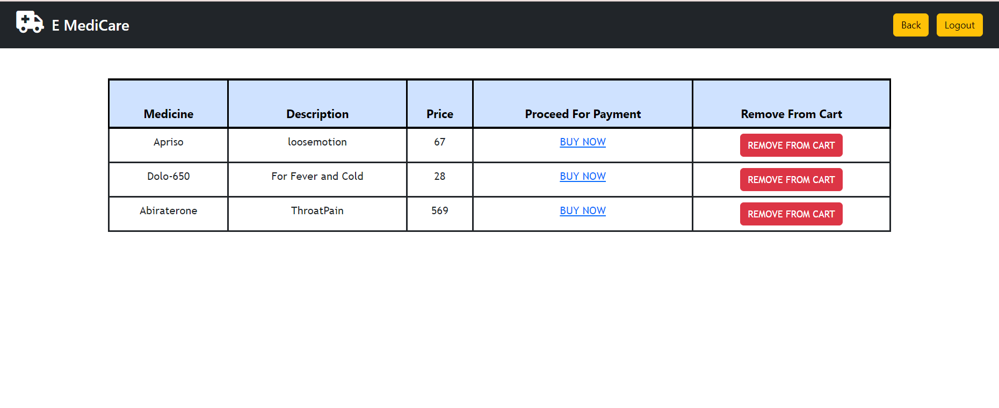 E MediCare
Back Logout
Medicine Description Price Proceed For Payment Remove From Cart
Apriso loosemotion 67 BUY NOW REMOVE FROM CART
Dolo-650 For Fever and Cold 28 BUY NOW REMOVE FROM CART
Abiraterone ThroatPain 569 BUY NOW REMOVE FROM CART